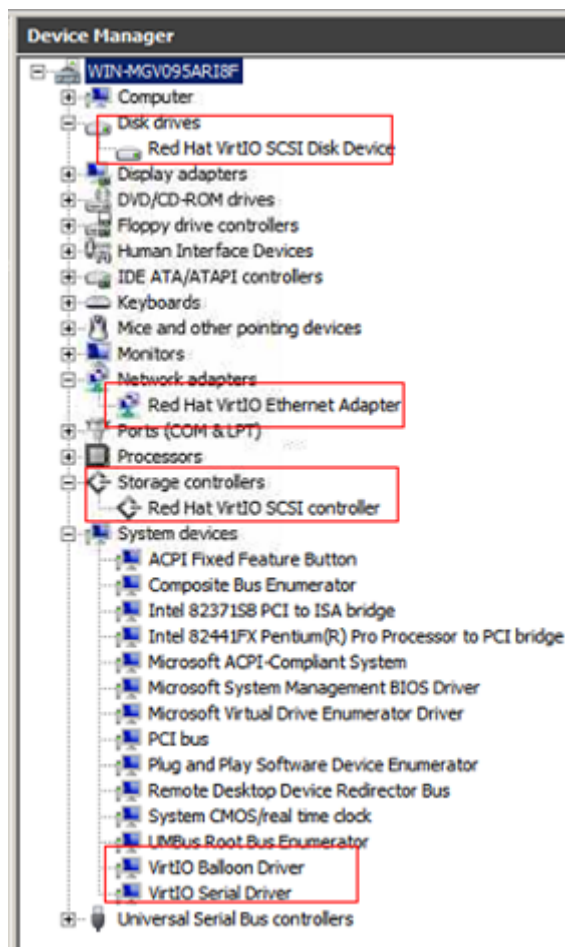 Device Manager
WIN-MGV095ARI8F
Computer
Disk drives
Red Hat VirtIO SCSI Disk Device
Display adapters
DVD/CD-ROM drives
Floppy drive controllers
Human Interface Devices
IDE ATA/ATAPI controllers
Keyboards
Mice and other pointing devices
Monitors
Network adapters
Red Hat VirtIO Ethernet Adapter
Ports (COM & LPT)
Processors
Storage controllers
Red Hat VirtIO SCSI controller
System devices
ACPI Fixed Feature Button
Composite Bus Enumerator
Intel 82371SB PCI to ISA bridge
Intel 82441FX Pentium(R) Pro Processor to PCI bridge
Microsoft ACPI-Compliant System
Microsoft System Management BIOS Driver
Microsoft Virtual Drive Enumerator Driver
PCI bus
Plug and Play Software Device Enumerator
Remote Desktop Device Redirector Bus
System CMOS/real time clock
UMBus Root Bus Enumerator
VirtIO Balloon Driver
VirtIO Serial Driver
Universal Serial Bus controllers